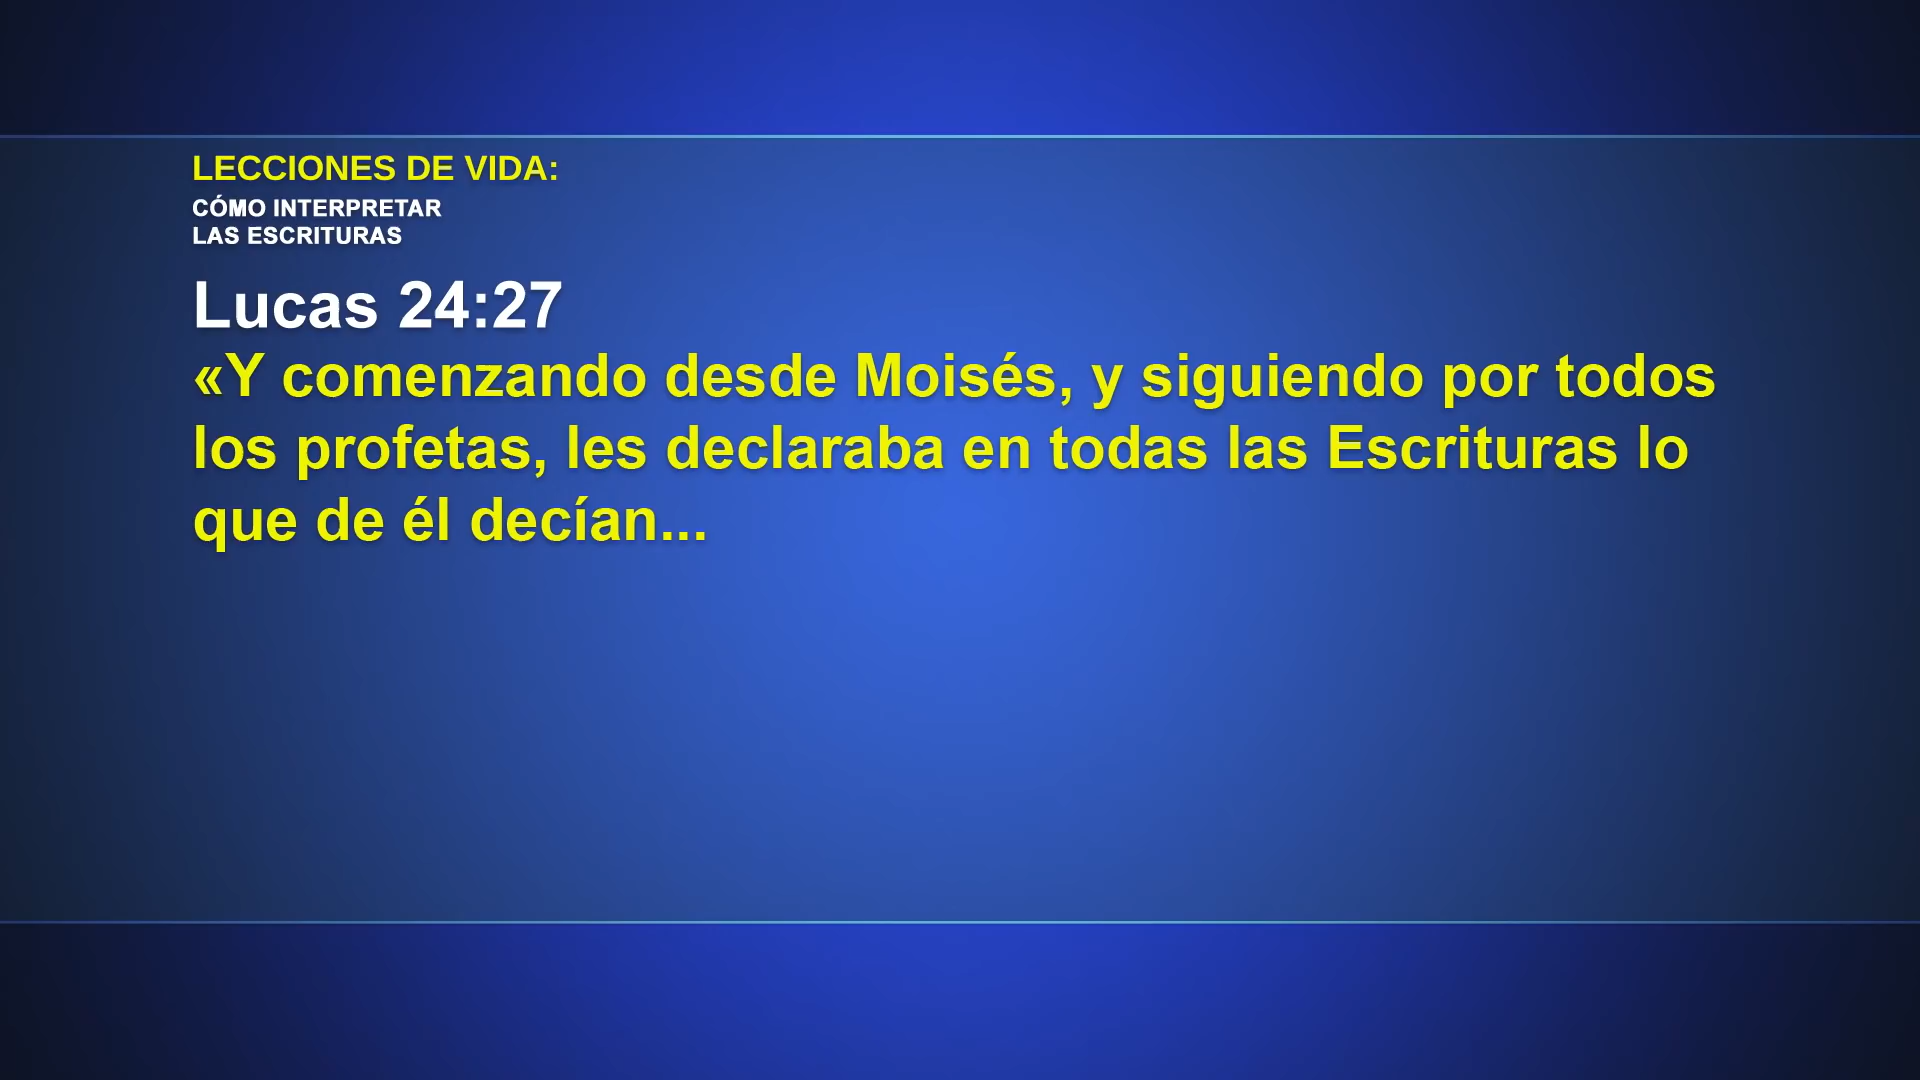 LECCIONES DE VIDA:
CÓMO INTERPRETAR
LAS ESCRITURAS
Lucas 24:27
«Y comenzando desde Moisés, y siguiendo por todos
los profetas, les declaraba en todas las Escrituras lo
que de él decían...